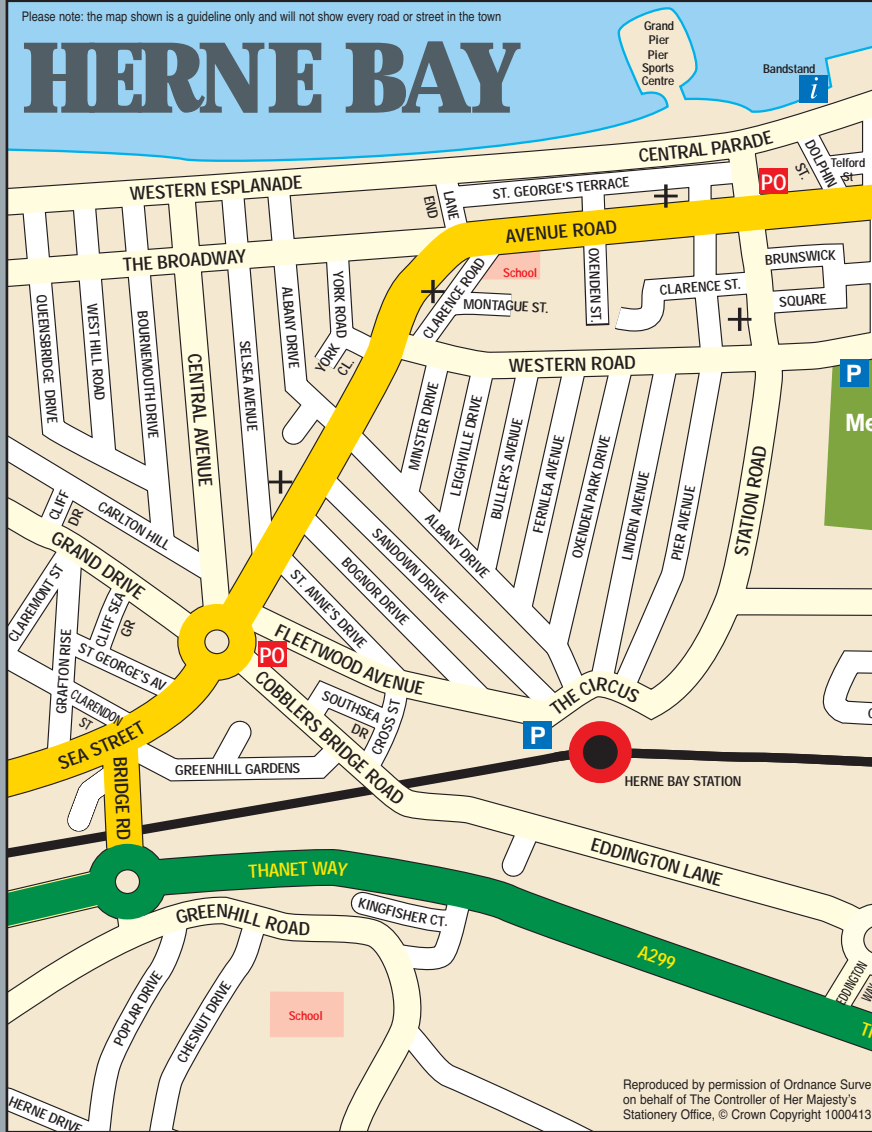 Please note: the map shown is a guideline only and will not show every road or street in the town
HERNE BAY
Grand
Pier
Pier
Sports
Centre
Bandstand
i
CENTRAL PARADE
DOLPHIN
ST.
Telford
St
PO
WESTERN ESPLANADE
LANE
END
ST. GEORGE'S TERRACE
AVENUE ROAD
THE BROADWAY
School
OXENDEN ST.
BRUNSWICK
SQUARE
CLARENCE ST.
CLARENCE ROAD
MONTAGUE ST.
QUEENSBRIDGE DRIVE
WEST HILL ROAD
BOURNEMOUTH DRIVE
CENTRAL AVENUE
SELSEA AVENUE
ALBANY DRIVE
YORK ROAD
YORK
CL.
WESTERN ROAD
P
Me
MINSTER DRIVE
LEIGHVILLE DRIVE
BULLER'S AVENUE
FERNLEA AVENUE
OXENDEN PARK DRIVE
LINDEN AVENUE
PIER AVENUE
STATION ROAD
CLIFF
DR
CARLTON HILL
GRAND DRIVE
ALBANY DRIVE
SANDOWN DRIVE
BOGNOR DRIVE
ST. ANNE'S DRIVE
CLAREMONT ST
GRAFTON RISE
CLIFF SEA
GR
ST GEORGE'S AV
CLARENDON
ST
PO
FLEETWOOD AVENUE
COBBLERS BRIDGE ROAD
SOUTHSEA
DR
CROSS ST
THE CIRCUS
P
HERNE BAY STATION
SEA STREET
BRIDGE RD
GREENHILL GARDENS
EDDINGTON LANE
THANET WAY
GREENHILL ROAD
KINGFISHER CT.
A299
EDDINGTON
WAY
POPLAR DRIVE
CHESNUT DRIVE
School
HERNE DRIVE
Reproduced by permission of Ordnance Surve
on behalf of The Controller of Her Majesty's
Stationery Office, © Crown Copyright 1000413